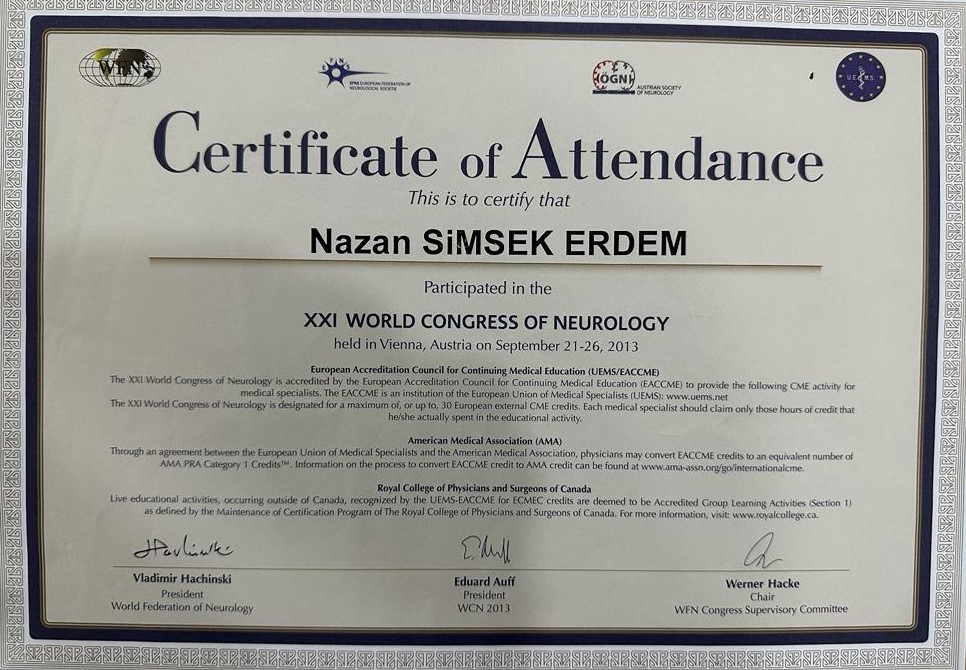 WFN
EFNS
EFNS EUROPEAN FEDERATION OF
NEUROLOGICAL SOCIETIE
ÖGN
AUSTRIAN SOCIETY
OF NEUROLOGY
U.E.M.S.
Certificate of Attendance
This is to certify that
Nazan SiMSEK ERDEM
Participated in the
XXI WORLD CONGRESS OF NEUROLOGY
held in Vienna, Austria on September 21-26, 2013
European Accreditation Council for Continuing Medical Education (UEMS/EACCME)
The XXI World Congress of Neurology is accredited by the European Accreditation Council for Continuing Medical Education (EACCME) to provide the following CME activity for
medical specialists. The EACCME is an institution of the European Union of Medical Specialists (UEMS): www.uems.net
The XXI World Congress of Neurology is designated for a maximum of, or up to, 30 European external CME credits. Each medical specialist should claim only those hours of credit that
he/she actually spent in the educational activity.
American Medical Association (AMA)
Through an agreement between the European Union of Medical Specialists and the American Medical Association, physicians may convert EACCME credits to an equivalent number of
AMA PRA Category 1 Credits™. Information on the process to convert EACCME credit to AMA credit can be found at www.ama-assn.org/go/internationalcme.
Royal College of Physicians and Surgeons of Canada
Live educational activities, occurring outside of Canada, recognized by the UEMS-EACCME for ECMEC credits are deemed to be Accredited Group Learning Activities (Section 1)
as defined by the Maintenance of Certification Program of The Royal College of Physicians and Surgeons of Canada. For more information, visit: www.royalcollege.ca.
Vladimir Hachinski
President
World Federation of Neurology
Eduard Auff
President
WCN 2013
Werner Hacke
Chair
WFN Congress Supervisory Committee